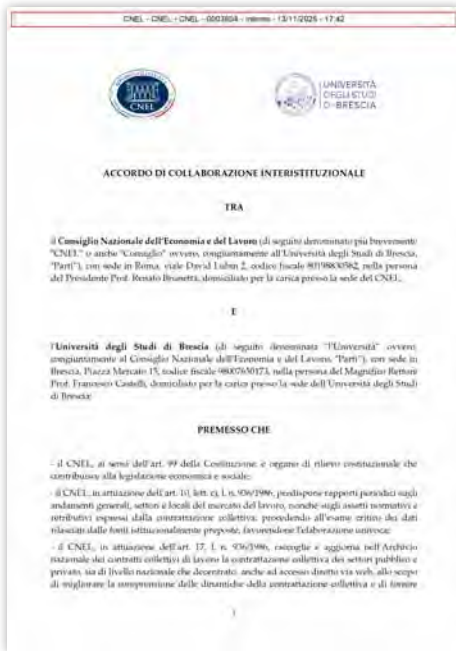 CNEL - CNEL - CNEL - 0003804 - Interno - 13/11/2025 - 17:42
CNEL
UNIVERSITÀ
DEGLI STUDI
DI BRESCIA
ACCORDO DI COLLABORAZIONE INTERISTITUZIONALE
TRA
il Consiglio Nazionale dell'Economia e del Lavoro (di seguito denominato più brevemente
"CNEL" o anche "Consiglio" ovvero, congiuntamente all'Università degli Studi di Brescia,
"Parti"), con sede in Roma, viale David Lubin 2, codice fiscale 80198830582, nella persona
del Presidente Prof. Renato Brunetta, domiciliato per la carica presso la sede del CNEL,
E
l'Università degli Studi di Brescia (di seguito denominata "l'Università" ovvero,
congiuntamente al Consiglio Nazionale dell'Economia e del Lavoro, "Parti"), con sede in
Brescia, Piazza Mercato 15, codice fiscale 98007650173, nella persona del Magnifico Rettore
Prof. Francesco Castelli, domiciliato per la carica presso la sede dell'Università degli Studi
di Brescia;
PREMESSO CHE
- il CNEL, ai sensi dell'art. 99 della Costituzione, è organo di rilievo costituzionale che
contribuisce alla legislazione economica e sociale;
- il CNEL, in attuazione dell'art. 10, lett. c), l. n. 936/1986, predispone rapporti periodici sugli
andamenti generali, settori e locali del mercato del lavoro, nonché sugli assetti normativi e
retributivi espressi dalla contrattazione collettiva, procedendo all'esame critico dei dati
rilasciati dalle fonti istituzionalmente preposte, favorendone l'elaborazione univoca;
- il CNEL, in attuazione dell'art. 17, l. n. 936/1986, raccoglie e aggiorna nell'Archivio
nazionale dei contratti collettivi di lavoro la contrattazione collettiva dei settori pubblico e
privato, sia di livello nazionale che decentrato, anche ad accesso diretto via web, allo scopo
di migliorare la comprensione delle dinamiche della contrattazione collettiva e di fornire
1